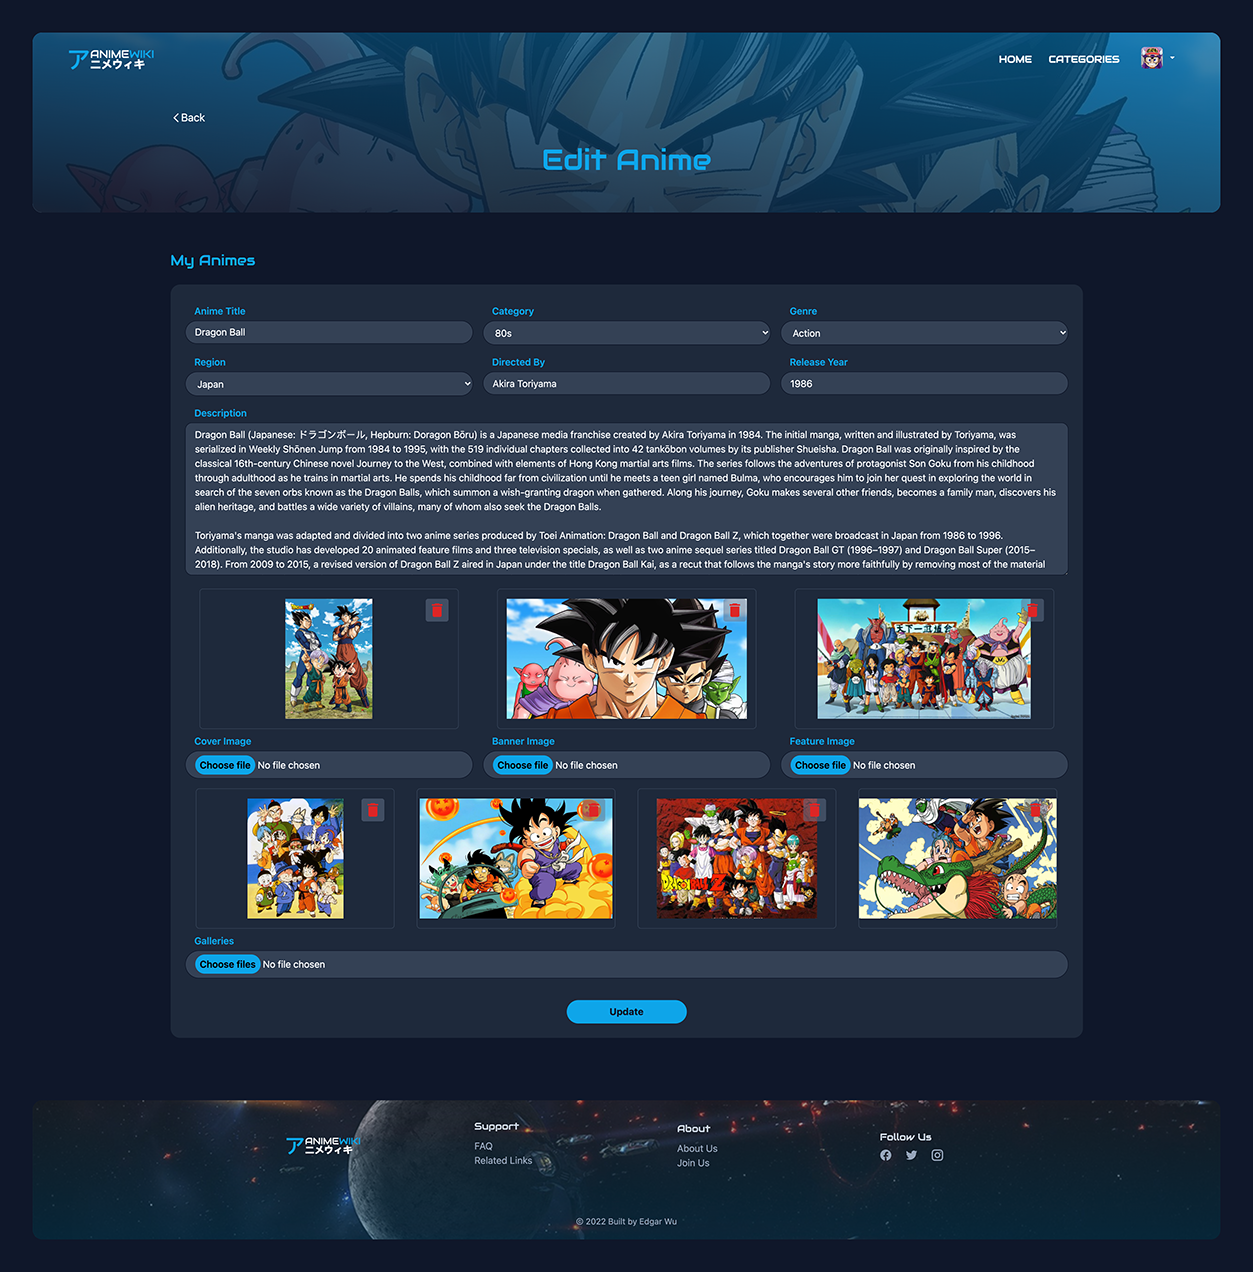 ア ANIMEWIKI
ニメウィキ
HOME CATEGORIES
Back
Edit Anime
My Animes
Anime Title Category Genre
Dragon Ball 80s Action
Region Directed By Release Year
Japan Akira Toriyama 1986
Description
Dragon Ball (Japanese: ドラゴンボール, Hepburn: Doragon Bōru) is a Japanese media franchise created by Akira Toriyama in 1984. The initial manga, written and illustrated by Toriyama, was
serialized in Weekly Shōnen Jump from 1984 to 1995, with the 519 individual chapters collected into 42 tankōbon volumes by its publisher Shueisha. Dragon Ball was originally inspired by the
classical 16th-century Chinese novel Journey to the West, combined with elements of Hong Kong martial arts films. The series follows the adventures of protagonist Son Goku from his childhood
through adulthood as he trains in martial arts. He spends his childhood far from civilization until he meets a teen girl named Bulma, who encourages him to join her quest in exploring the world in
search of the seven orbs known as the Dragon Balls, which summon a wish-granting dragon when gathered. Along his journey, Goku makes several other friends, becomes a family man, discovers his
alien heritage, and battles a wide variety of villains, many of whom also seek the Dragon Balls.
Toriyama's manga was adapted and divided into two anime series produced by Toei Animation: Dragon Ball and Dragon Ball Z, which together were broadcast in Japan from 1986 to 1996.
Additionally, the studio has developed 20 animated feature films and three television specials, as well as two anime sequel series titled Dragon Ball GT (1996–1997) and Dragon Ball Super (2015–
2018). From 2009 to 2015, a revised version of Dragon Ball Z aired in Japan under the title Dragon Ball Kai, as a recut that follows the manga's story more faithfully by removing most of the material
天下一武道会
Cover Image Banner Image Feature Image
Choose file No file chosen Choose file No file chosen Choose file No file chosen
DRAGON BALL Z
Galleries
Choose files No file chosen
Update
ア ANIMEWIKI
ニメウィキ
Support About Follow Us
FAQ About Us
Related Links Join Us
© 2022 Built by Edgar Wu